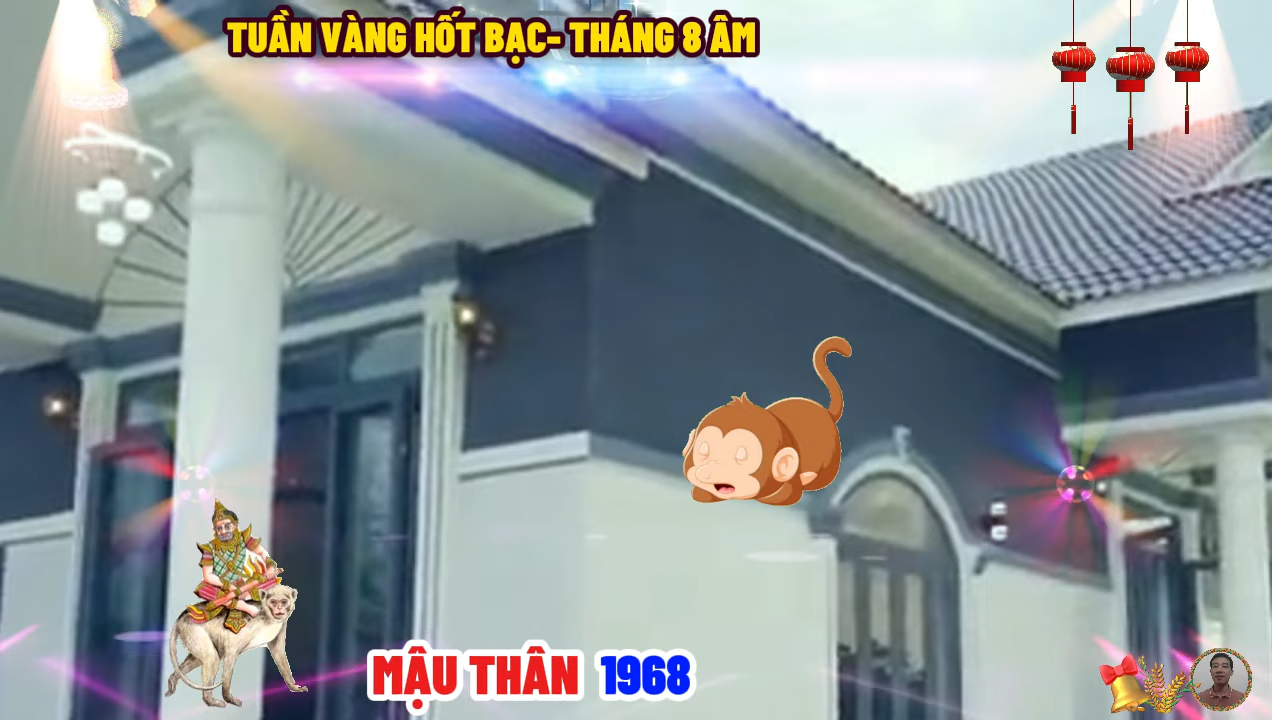 TUẦN VÀNG HỐT BẠC- THÁNG 8 ÂM
MẬU THÂN 1968